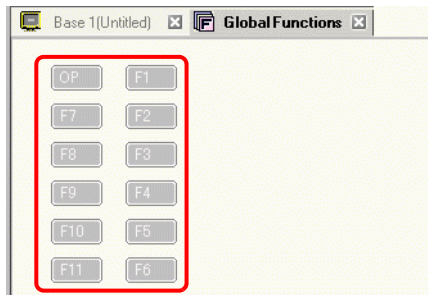 Base 1(Untitled) Global Functions
OP F1
F7 F2
F8 F3
F9 F4
F10 F5
F11 F6